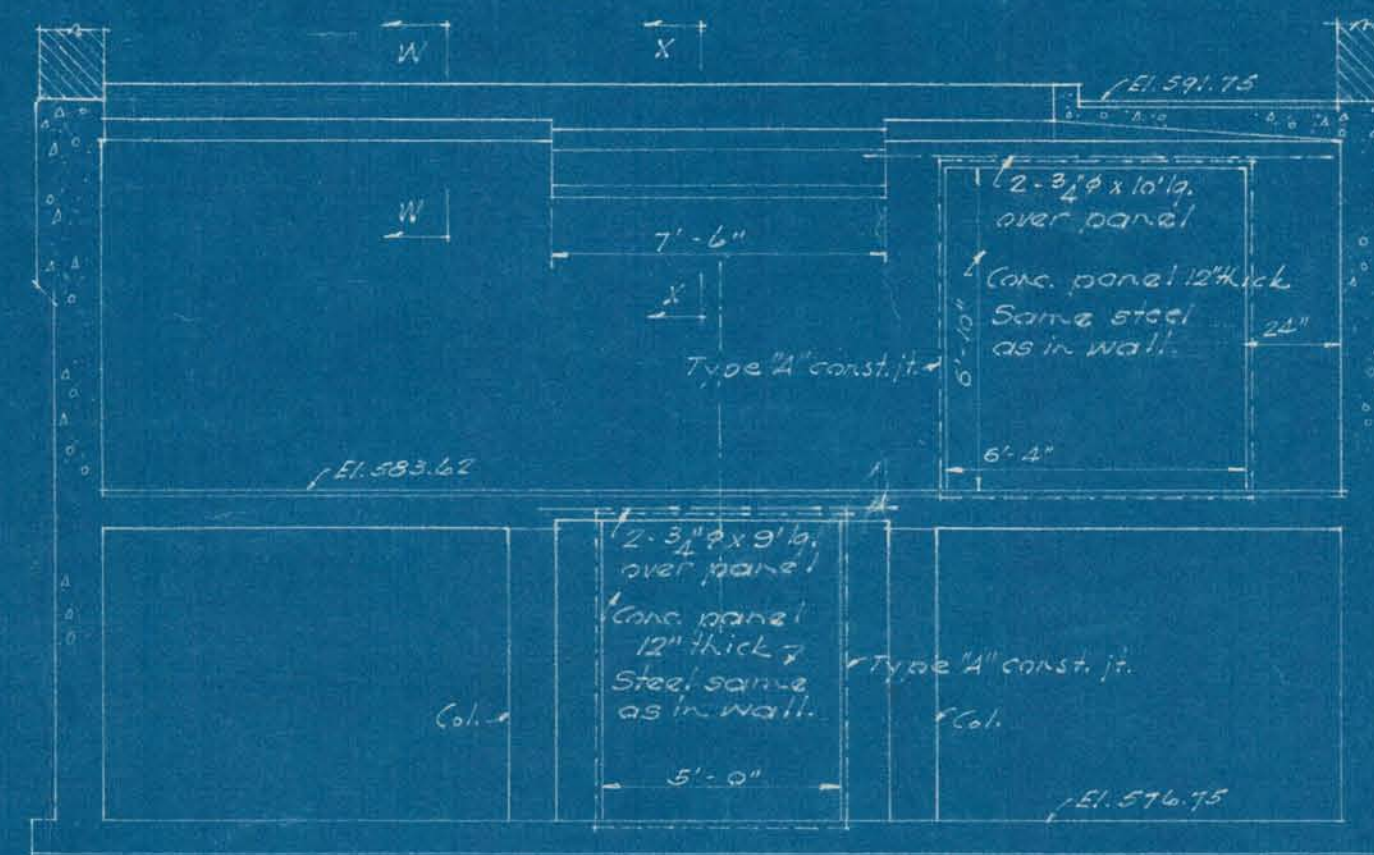 W
X
El. 591.75
2-3/4"φ x 10' lg.
over panel
W
7'-6"
X
Conc. panel 12" thick
Same steel
as in wall.
24"
6'-10"
Type "A" const. jt.
6'-4"
El. 583.62
2-3/4"φ x 9' lg.
over panel
Conc. panel
12" thick
Steel same
as in wall.
Type "A" const. jt.
Col.
Col.
5'-0"
El. 576.75